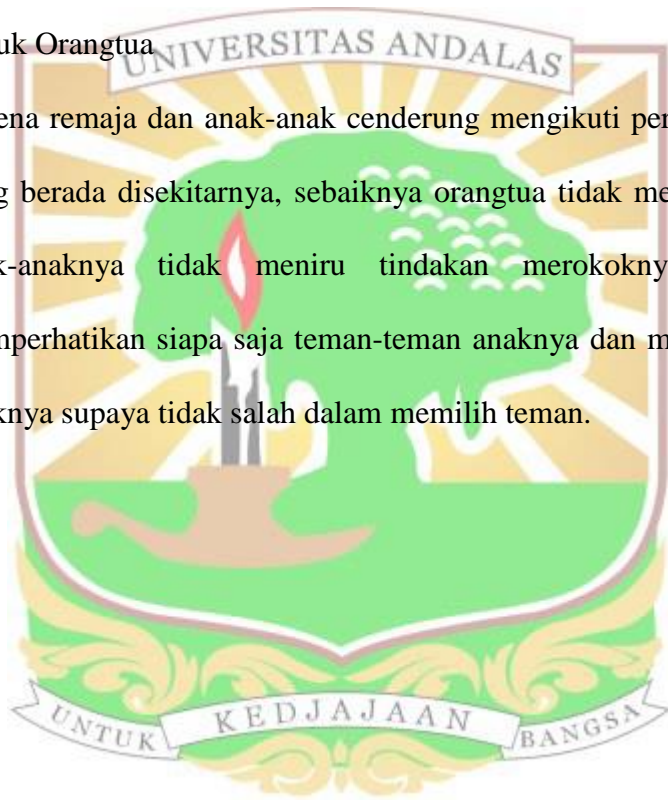 uk Orangtua
UNIVERSITAS ANDALAS
ena remaja dan anak-anak cenderung mengikuti per
g berada disekitarnya, sebaiknya orangtua tidak me
k-anaknya tidak meniru tindakan merokokny
nperhatikan siapa saja teman-teman anaknya dan m
knya supaya tidak salah dalam memilih teman.
UNTUK KEDJAJAAN BANGSA